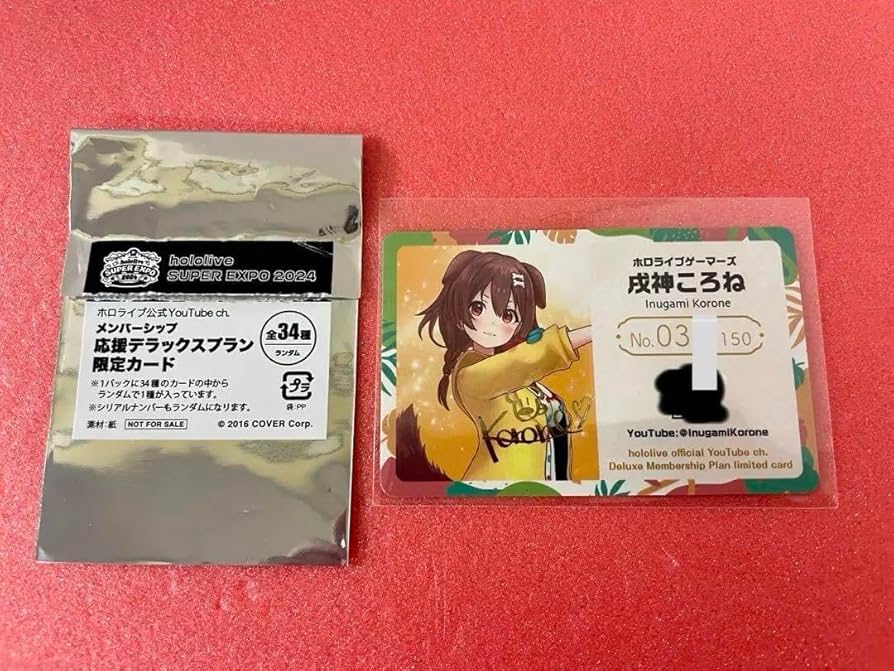 hololive
SUPER EXPO 2024
hololive
SUPER EXPO
2024
ホロライブ公式YouTube ch.
メンバーシップ
応援デラックスプラン
限定カード
全34種
ランダム
※1パックに34種のカードの中から
ランダムで1種が入っています。
※シリアルナンバーもランダムになります。
プラ
袋:PP
素材:紙 NOT FOR SALE © 2016 COVER Corp.
ホロライブゲーマーズ
戌神ころね
Inugami Korone
No.03 150
YouTube:@InugamiKorone
hololive official YouTube ch.
Deluxe Membership Plan limited card
Korone